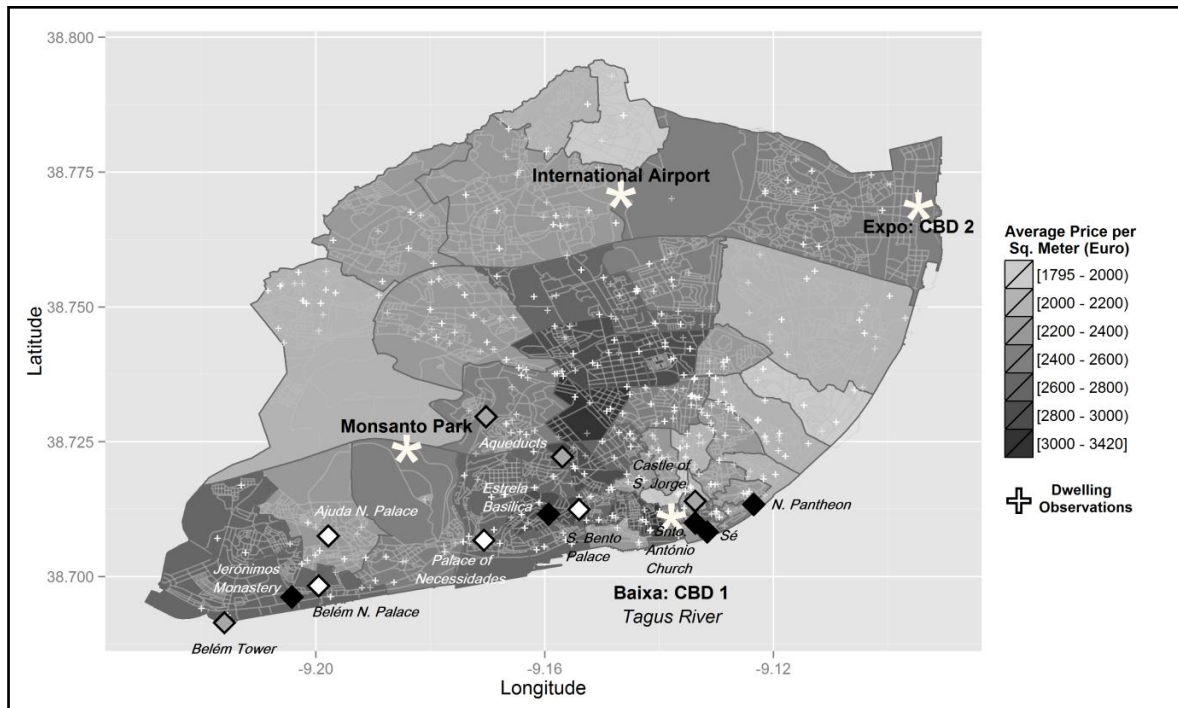 38.800
38.775
38.750
38.725
38.700
Latitude
International Airport
Expo: CBD 2
Monsanto Park
Aqueducts
Castle of
S. Jorge
Estrela
Basilica
N. Pantheon
Ajuda N. Palace
S. Bento
Palace
Snto.
António
Church
Sé
Jerónimos
Monastery
Palace of
Necessidades
Belém N. Palace
Baixa: CBD 1
Tagus River
Belém Tower
-9.20
-9.16
-9.12
Longitude
Average Price per
Sq. Meter (Euro)
[1795 - 2000)
[2000 - 2200)
[2200 - 2400)
[2400 - 2600)
[2600 - 2800)
[2800 - 3000)
[3000 - 3420]
Dwelling
Observations